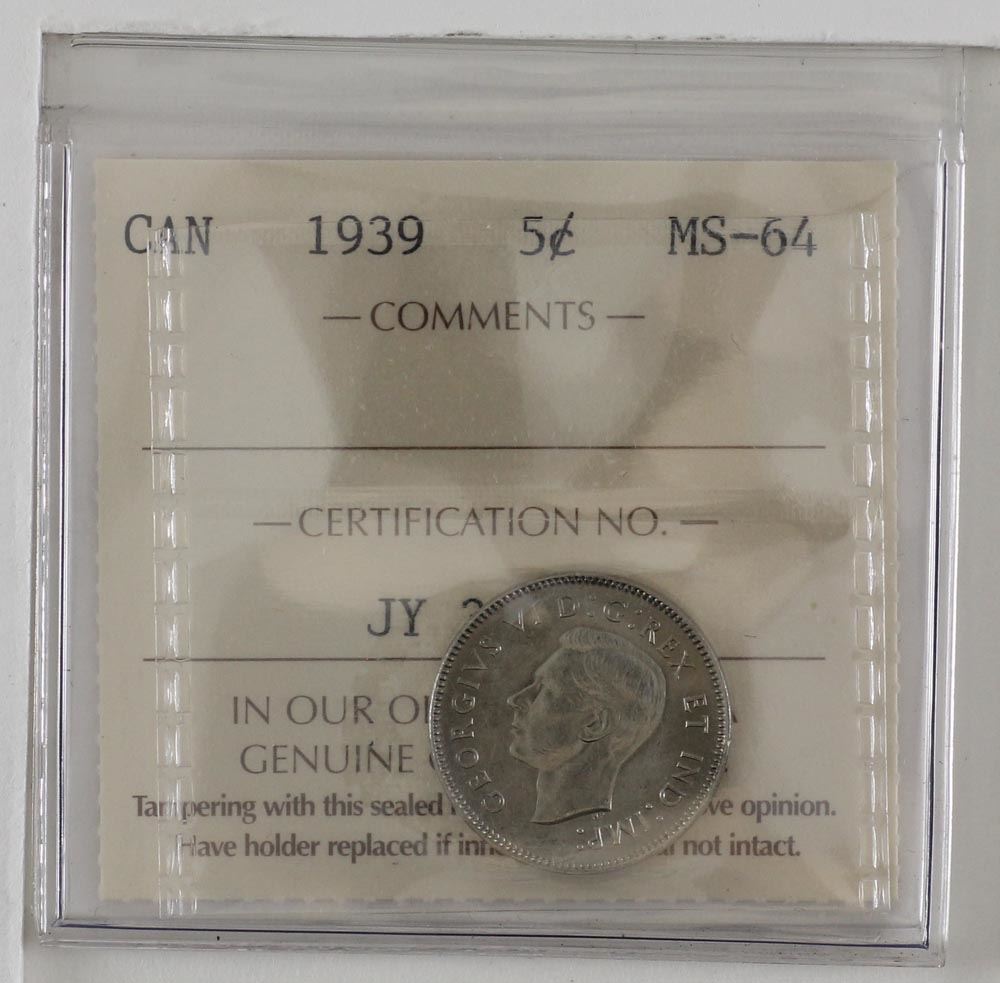 CAN 1939 5¢ MS-64
— COMMENTS —
— CERTIFICATION NO. —
JY
IN OUR
GENUINE
Tampering with this sealed opinion.
Have holder replaced if not intact.
GEORGIVS VI D:G:REX ET IND:IMP: